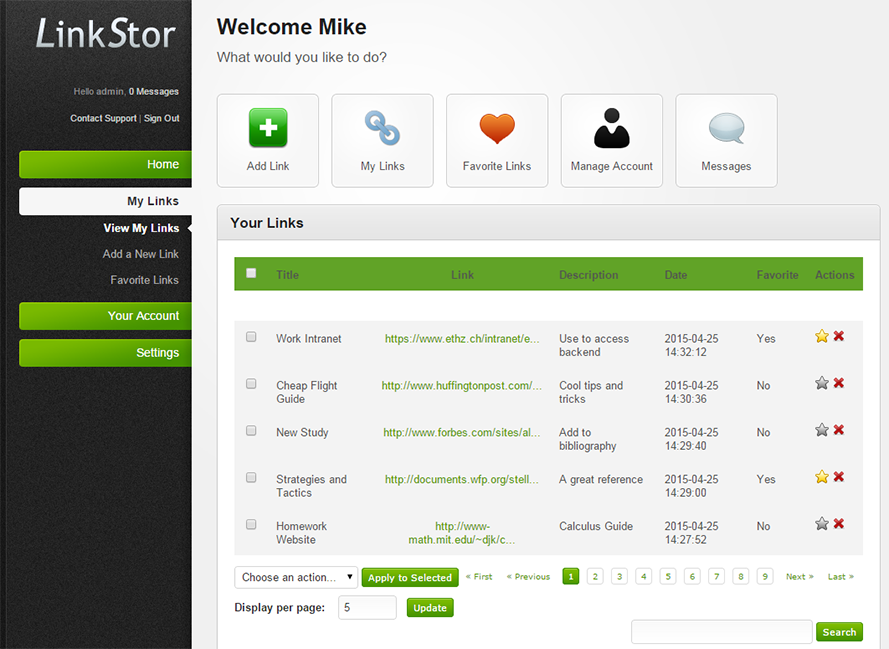 LinkStor
Hello admin, 0 Messages
Contact Support | Sign Out
Home
My Links
View My Links
Add a New Link
Favorite Links
Your Account
Settings
Welcome Mike
What would you like to do?
Add Link
My Links
Favorite Links
Manage Account
Messages
Your Links
Title Link Description Date Favorite Actions
Work Intranet https://www.ethz.ch/intranet/e... Use to access 2015-04-25 Yes
backend 14:32:12
Cheap Flight http://www.huffingtonpost.com/... Cool tips and 2015-04-25 No
Guide tricks 14:30:36
New Study http://www.forbes.com/sites/al... Add to 2015-04-25 No
bibliography 14:29:40
Strategies and http://documents.wfp.org/stell... A great reference 2015-04-25 Yes
Tactics 14:29:00
Homework http://www- Calculus Guide 2015-04-25 No
Website math.mit.edu/~djk/c... 14:27:52
Choose an action... Apply to Selected « First « Previous 1 2 3 4 5 6 7 8 9 Next » Last »
Display per page: 5 Update
Search